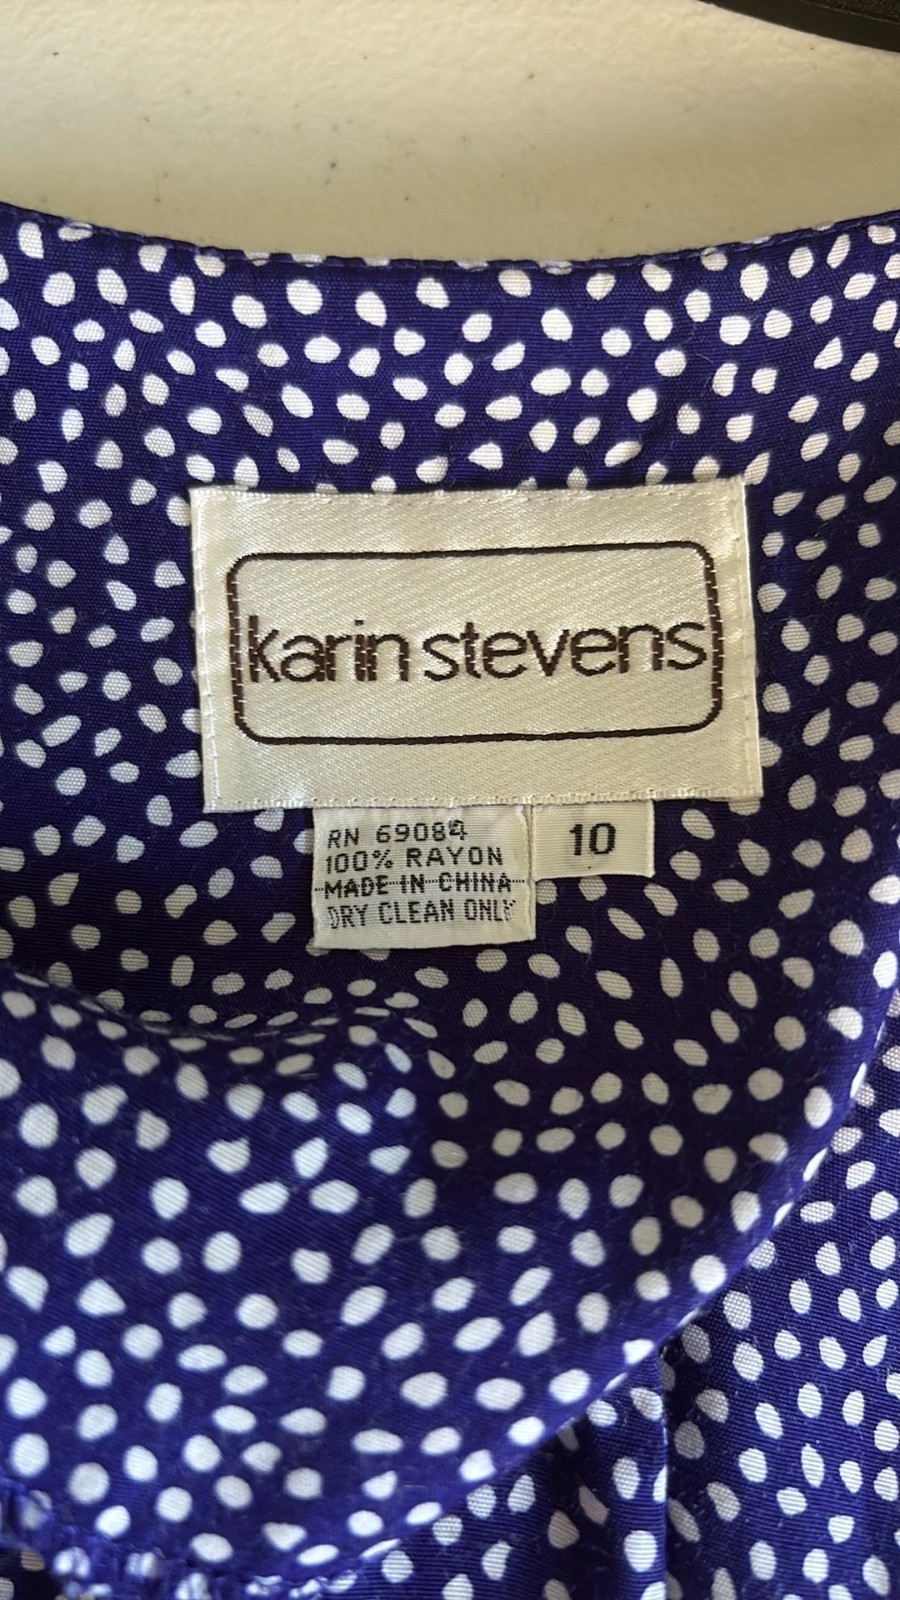 karin stevens
RN 69084
100% RAYON
MADE IN CHINA
DRY CLEAN ONLY
10